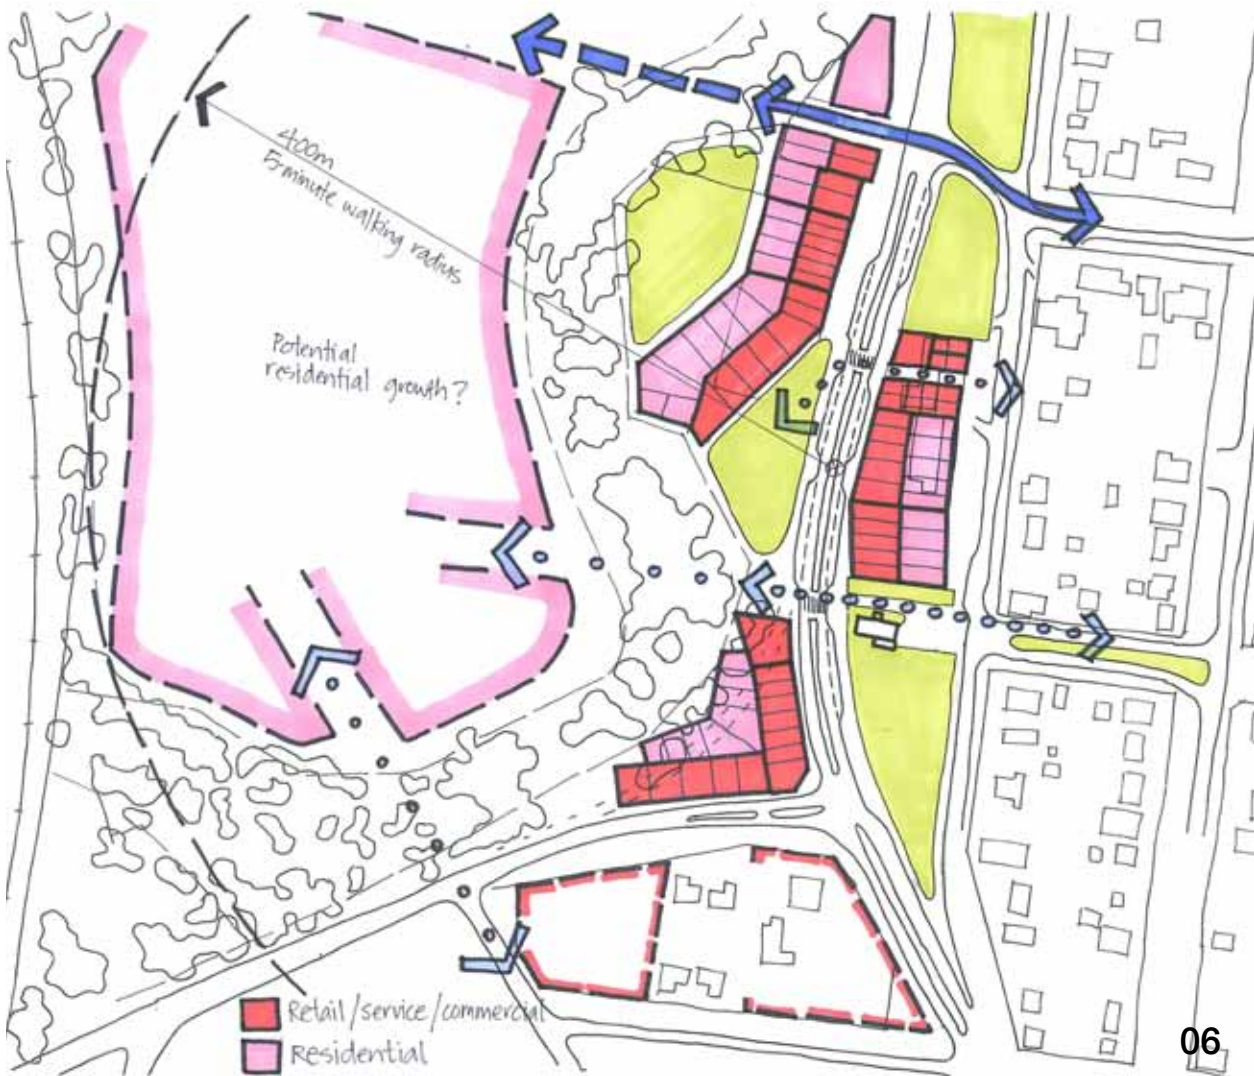 400m
5-minute walking radius
Potential
residential growth?
Retail/service/commercial
Residential
06